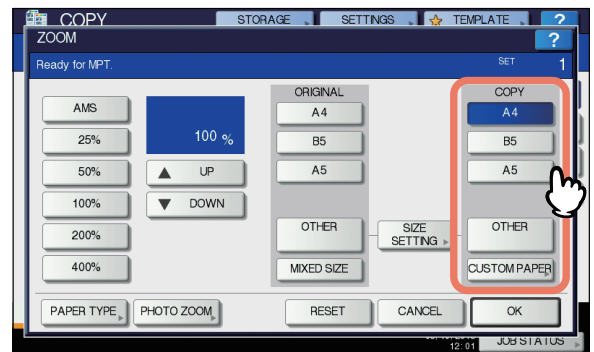 COPY
STORAGE
SETTINGS
TEMPLATE
?
ZOOM
?
Ready for MPT.
SET 1
ORIGINAL
COPY
AMS
25%
50%
100%
200%
400%
100 %
UP
DOWN
A4
B5
A5
OTHER
MIXED SIZE
SIZE
SETTING
A4
B5
A5
OTHER
CUSTOM PAPER
PAPER TYPE
PHOTO ZOOM
RESET
CANCEL
OK
12:01
JOB STATUS